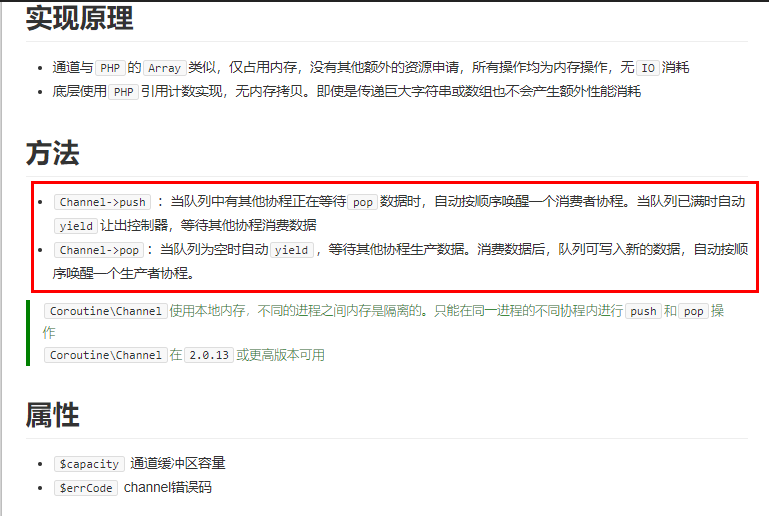 实现原理
通道与 PHP 的 Array 类似，仅占用内存，没有其他额外的资源申请，所有操作均为内存操作，无 IO 消耗
底层使用 PHP 引用计数实现，无内存拷贝。即使是传递巨大字符串或数组也不会产生额外性能消耗
方法
Channel->push ：当队列中有其他协程正在等待 pop 数据时，自动按顺序唤醒一个消费者协程。当队列已满时自动
yield 让出控制器，等待其他协程消费数据
Channel->pop ：当队列为空时自动 yield ，等待其他协程生产数据。消费数据后，队列可写入新的数据，自动按顺
序唤醒一个生产者协程。
Coroutine\Channel 使用本地内存，不同的进程之间内存是隔离的。只能在同一进程的不同协程内进行 push 和 pop 操
作
Coroutine\Channel 在 2.0.13 或更高版本可用
属性
$capacity 通道缓冲区容量
$errCode channel错误码